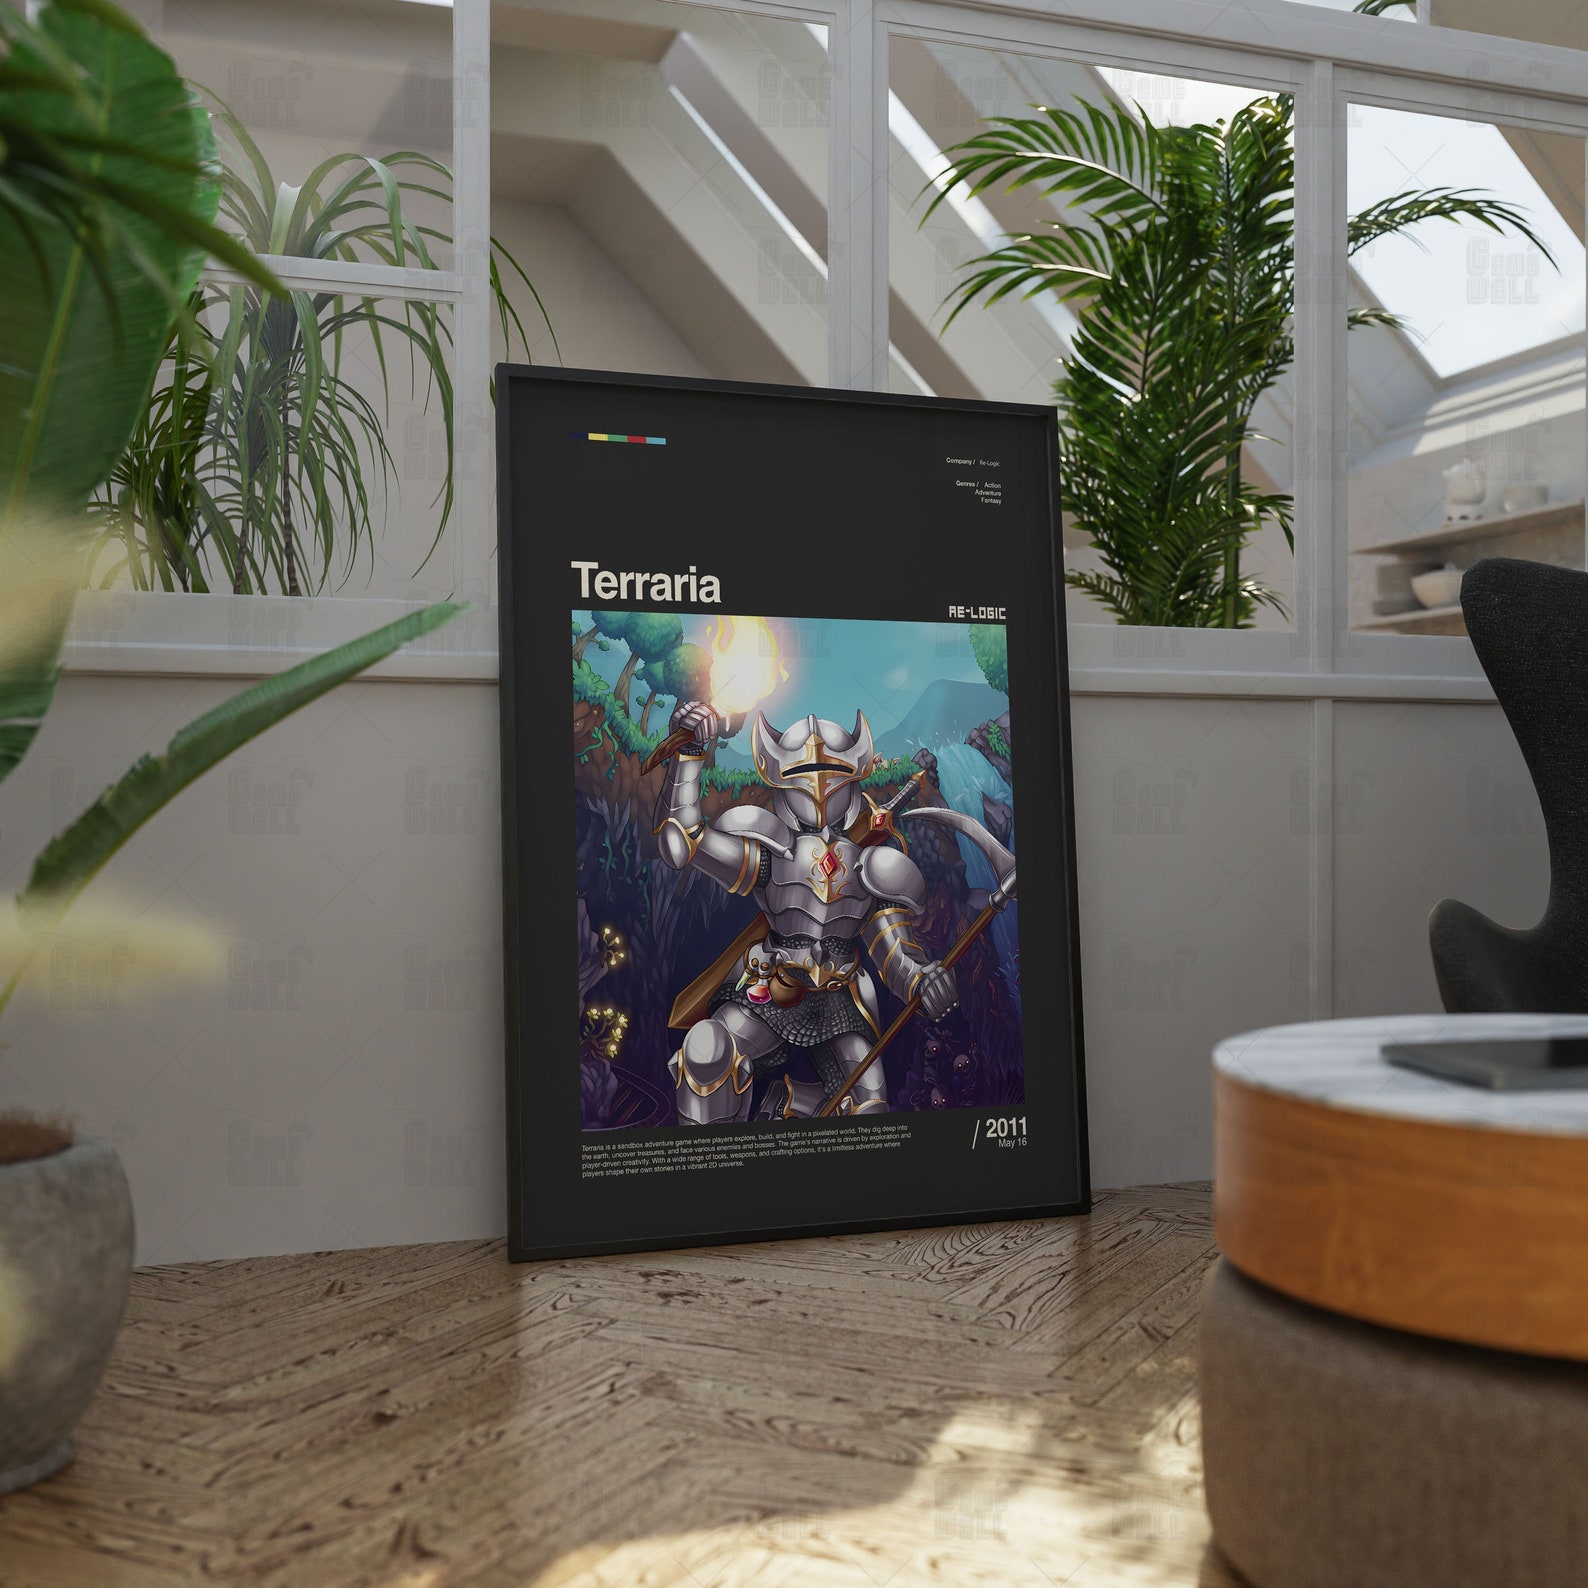 Company / Re-Logic
Genres / Action
Adventure
Fantasy
Terraria
RE-LOGIC
Terraria is a sandbox adventure game where players explore, build, and fight in a pixelated world. They dig deep into
the earth, uncover treasures, and face various enemies and bosses. The game's narrative is driven by exploration and
player-driven creativity. With a wide range of tools, weapons, and crafting options, it's a limitless adventure where
players shape their own stories in a vibrant 2D universe.
/ 2011
May 16
GAME
WALL